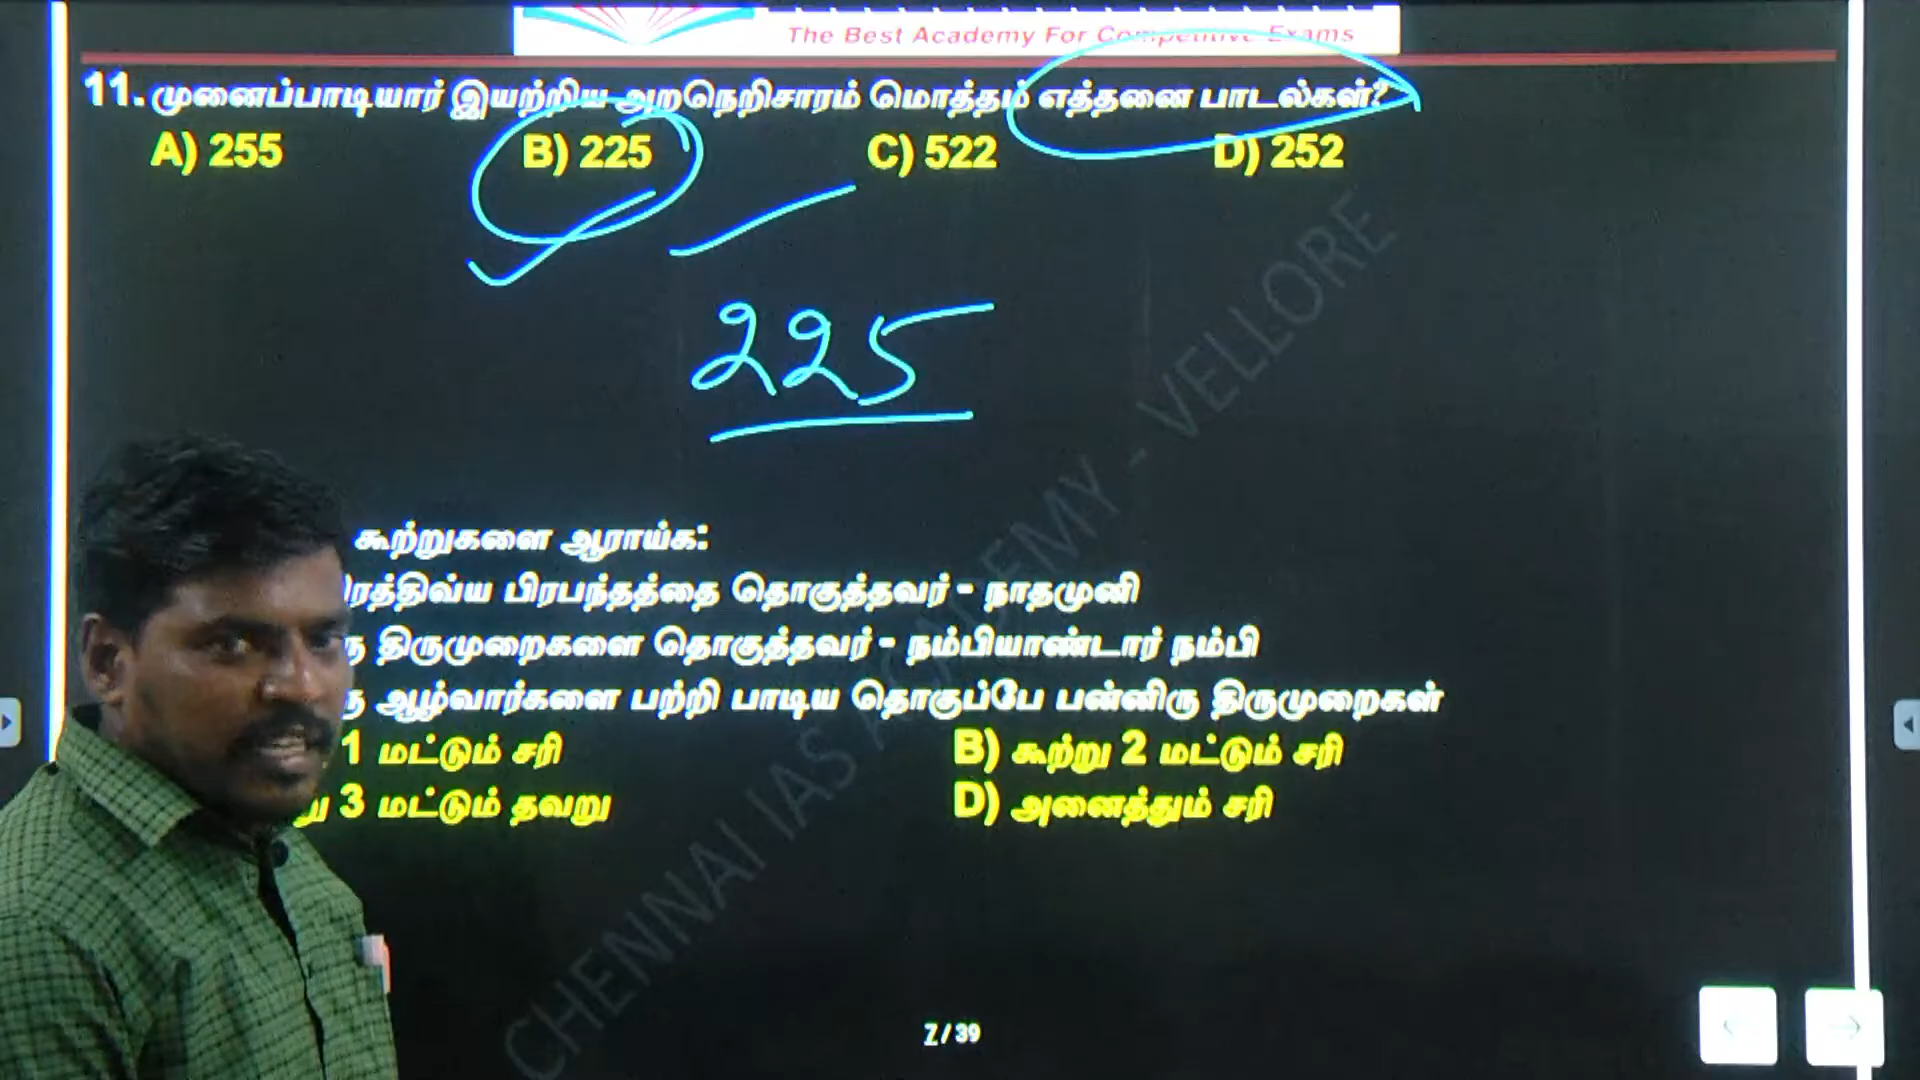 The Best Academy For Competitive Exams
11. முனைப்பாடியார் இயற்றிய அறநெறிசாரம் மொத்தம் எத்தனை பாடல்கள்?
A) 255 B) 225 C) 522 D) 252
225
கூற்றுகளை ஆராய்க:
பிரபந்தத்தை தொகுத்தவர் - நாதமுனி
திருமுறைகளை தொகுத்தவர் - நம்பியாண்டார் நம்பி
ஆழ்வார்களை பற்றி பாடிய தொகுப்பே பன்னிரு திருமுறைகள்
1 மட்டும் சரி B) கூற்று 2 மட்டும் சரி
3 மட்டும் தவறு D) அனைத்தும் சரி
CHENNAI IAS ACADEMY - VELLORE
7/39